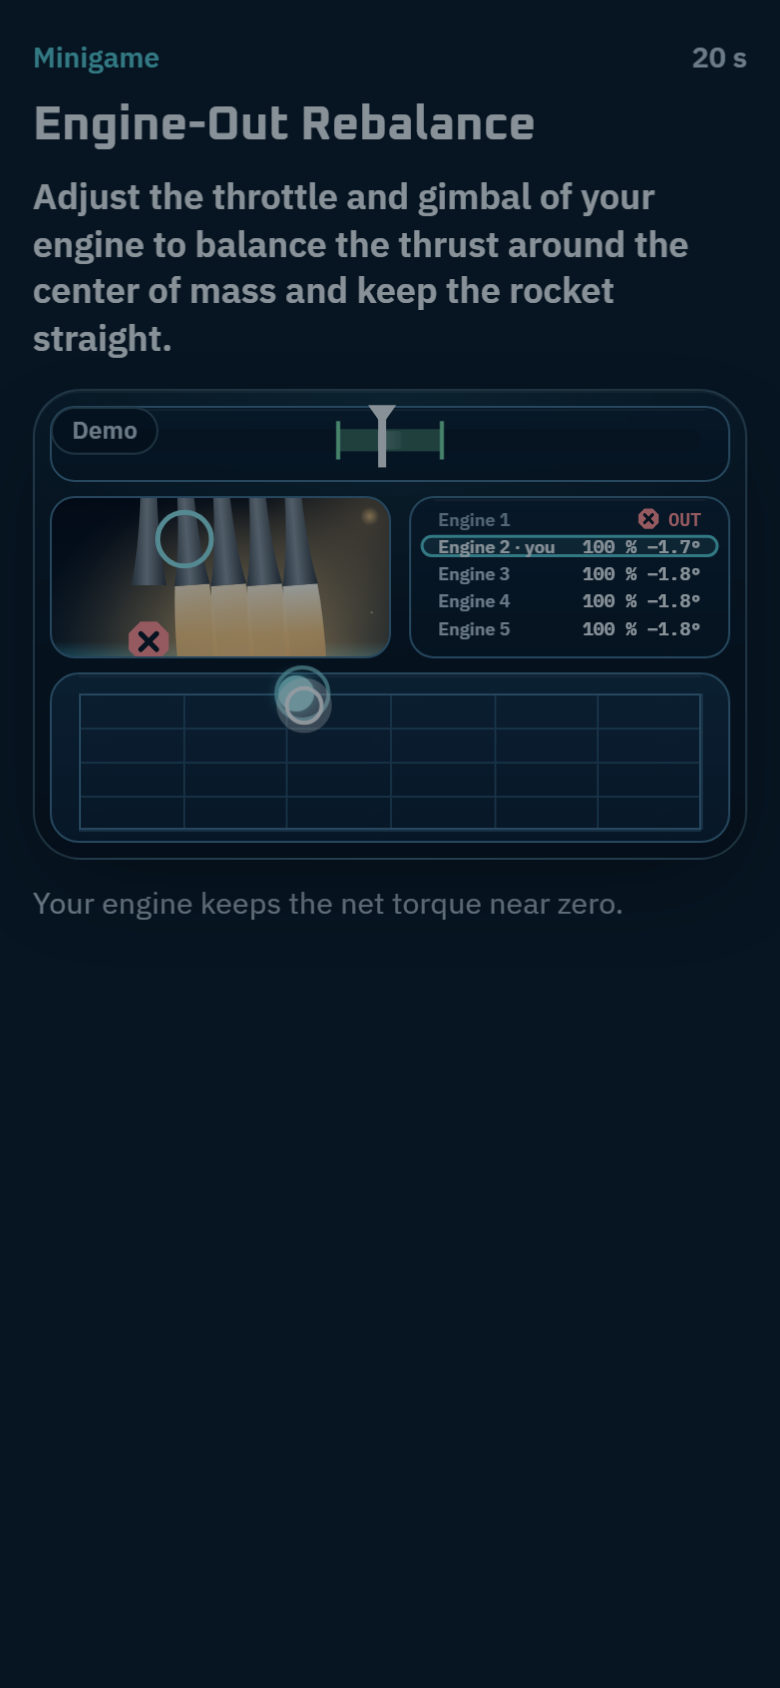 Minigame 20 s
Engine-Out Rebalance
Adjust the throttle and gimbal of your
engine to balance the thrust around the
center of mass and keep the rocket
straight.
Demo
Engine 1 OUT
Engine 2 · you 100 % −1.7°
Engine 3 100 % −1.8°
Engine 4 100 % −1.8°
Engine 5 100 % −1.8°
Your engine keeps the net torque near zero.